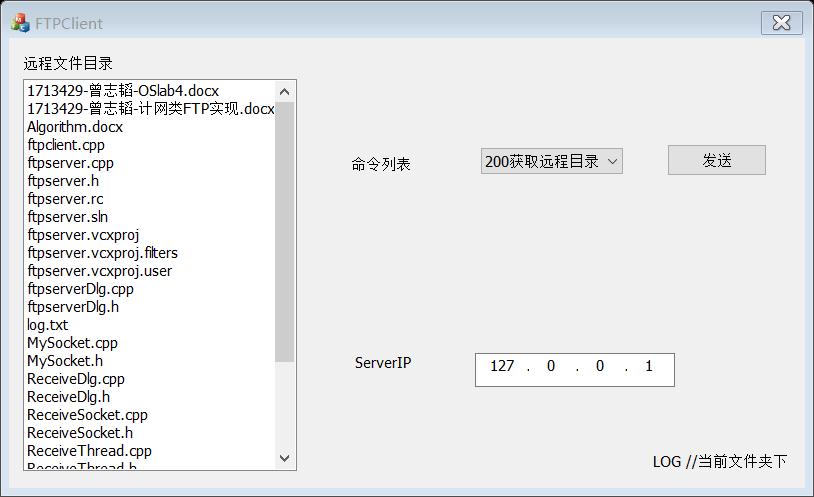 FTPClient
远程文件目录
1713429-曾志韬-OSlab4.docx
1713429-曾志韬-计网类FTP实现.docx
Algorithm.docx
ftpclient.cpp
ftpserver.cpp
ftpserver.h
ftpserver.rc
ftpserver.sln
ftpserver.vcxproj
ftpserver.vcxproj.filters
ftpserver.vcxproj.user
ftpserverDlg.cpp
ftpserverDlg.h
log.txt
MySocket.cpp
MySocket.h
ReceiveDlg.cpp
ReceiveDlg.h
ReceiveSocket.cpp
ReceiveSocket.h
ReceiveThread.cpp
ReceiveThread.h
命令列表
200获取远程目录
发送
ServerIP
127 . 0 . 0 . 1
LOG //当前文件夹下